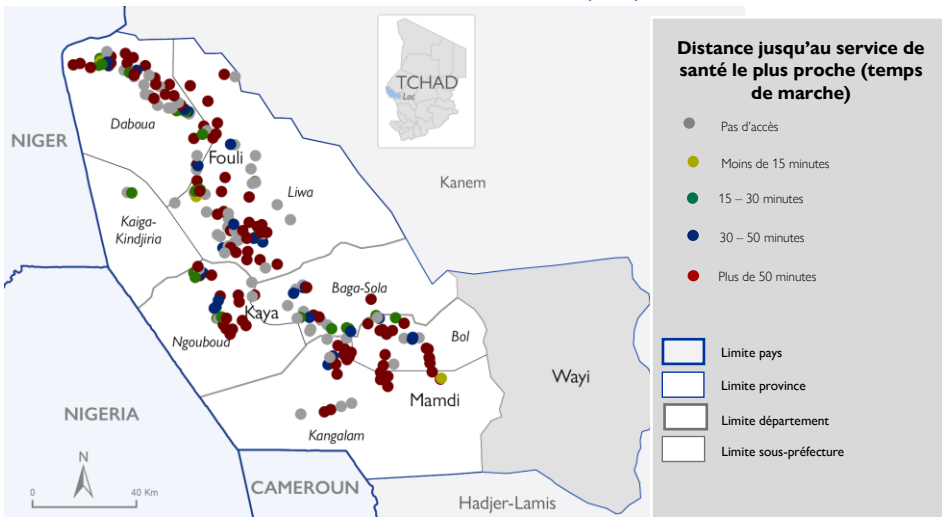 TCHAD
Lac
NIGER
Daboua
Fouli
Liwa
Kanem
Kaiga-
Kindjiria
Baga-Sola
Kaya
Ngouboua
Bol
Wayi
Mamdi
NIGERIA
Kangalam
N
0 40 Km
CAMEROUN
Hadjer-Lamis
Distance jusqu'au service de
santé le plus proche (temps
de marche)
Pas d'accès
Moins de 15 minutes
15 – 30 minutes
30 – 50 minutes
Plus de 50 minutes
Limite pays
Limite province
Limite département
Limite sous-préfecture